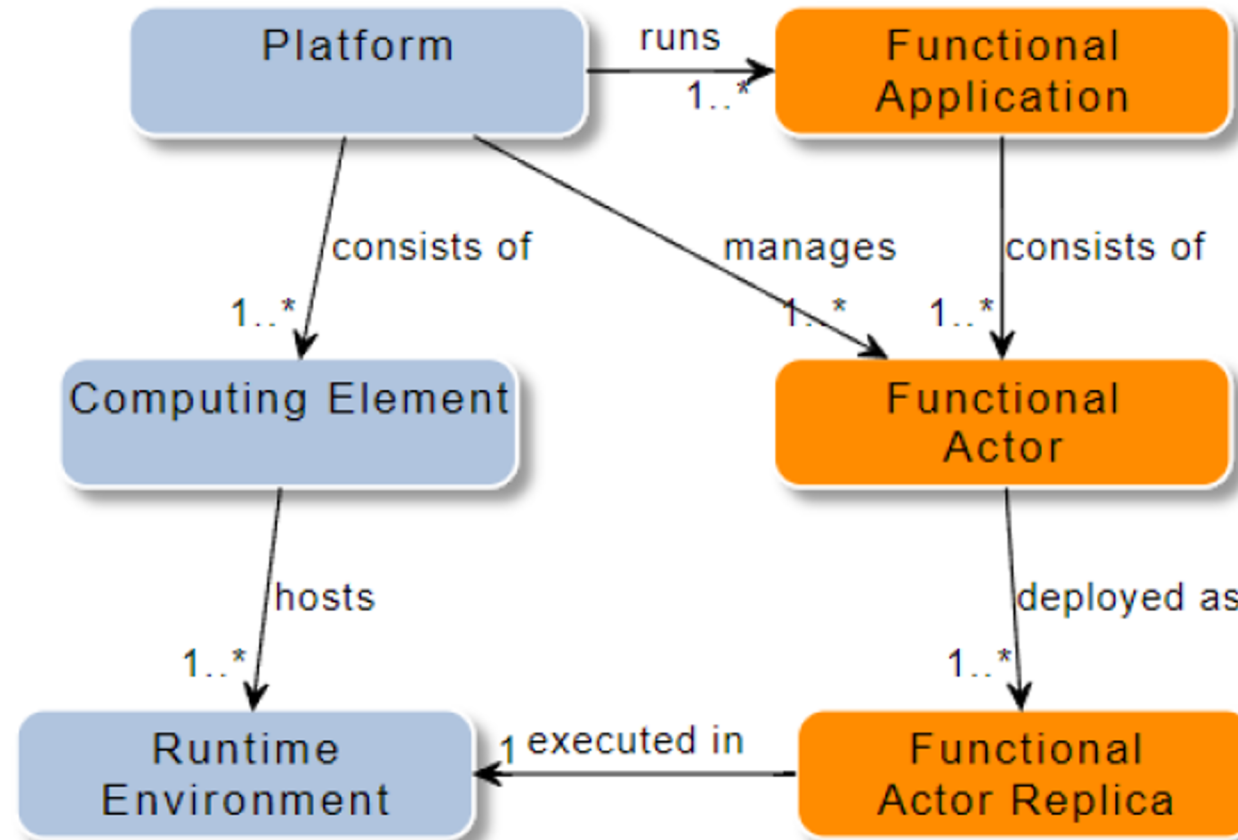 Platform
runs
1..*
Functional
Application
consists of
1..*
manages
1..*
consists of
1..*
Computing Element
Functional
Actor
hosts
1..*
deployed as
1..*
Runtime
Environment
1
executed in
Functional
Actor Replica